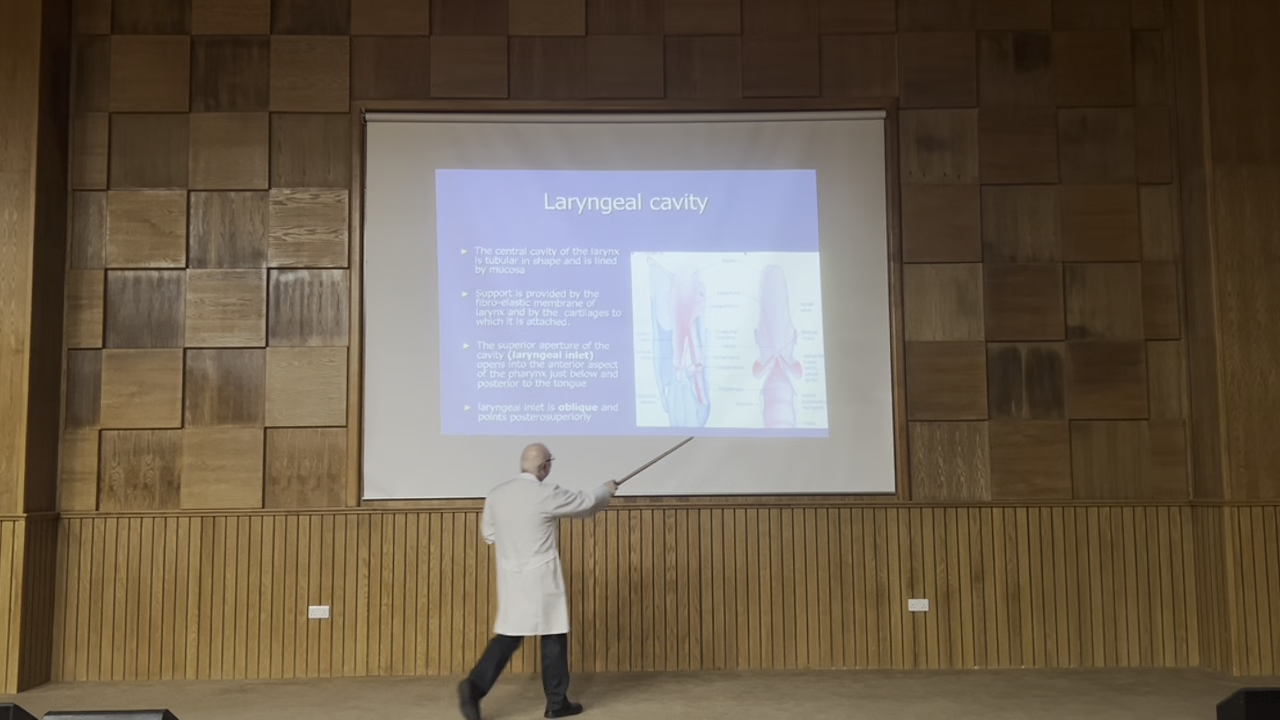 Laryngeal cavity
The central cavity of the larynx
is tubular in shape and is lined
by mucosa
Support is provided by the
fibro-elastic membrane of
larynx and by the cartilages to
which it is attached.
The superior aperture of the
cavity (laryngeal inlet)
opens into the anterior aspect
of the pharynx just below and
posterior to the tongue
laryngeal inlet is oblique and
points posterosuperiorly